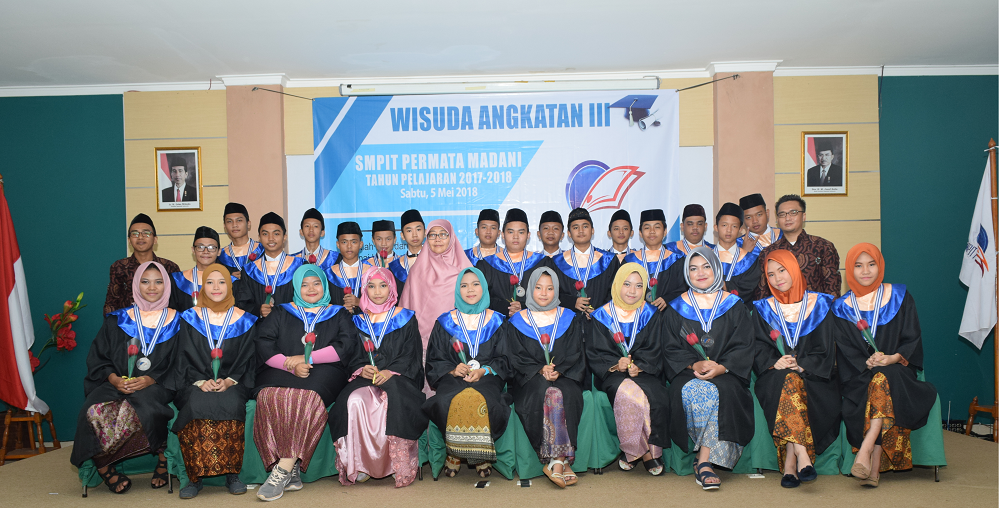 WISUDA ANGKATAN III
SMPIT PERMATA MADANI
TAHUN PELAJARAN 2017-2018
Sabtu, 5 Mei 2018